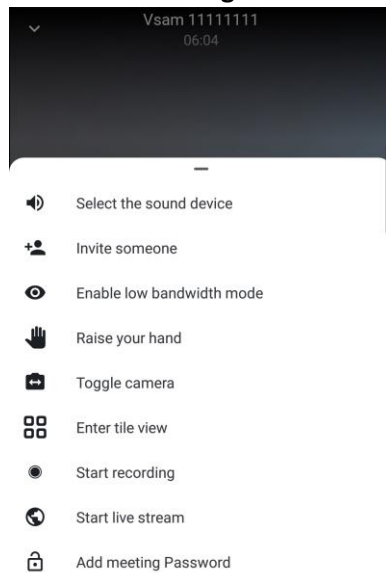 Vsam 11111111
06:04
Select the sound device
Invite someone
Enable low bandwidth mode
Raise your hand
Toggle camera
Enter tile view
Start recording
Start live stream
Add meeting Password